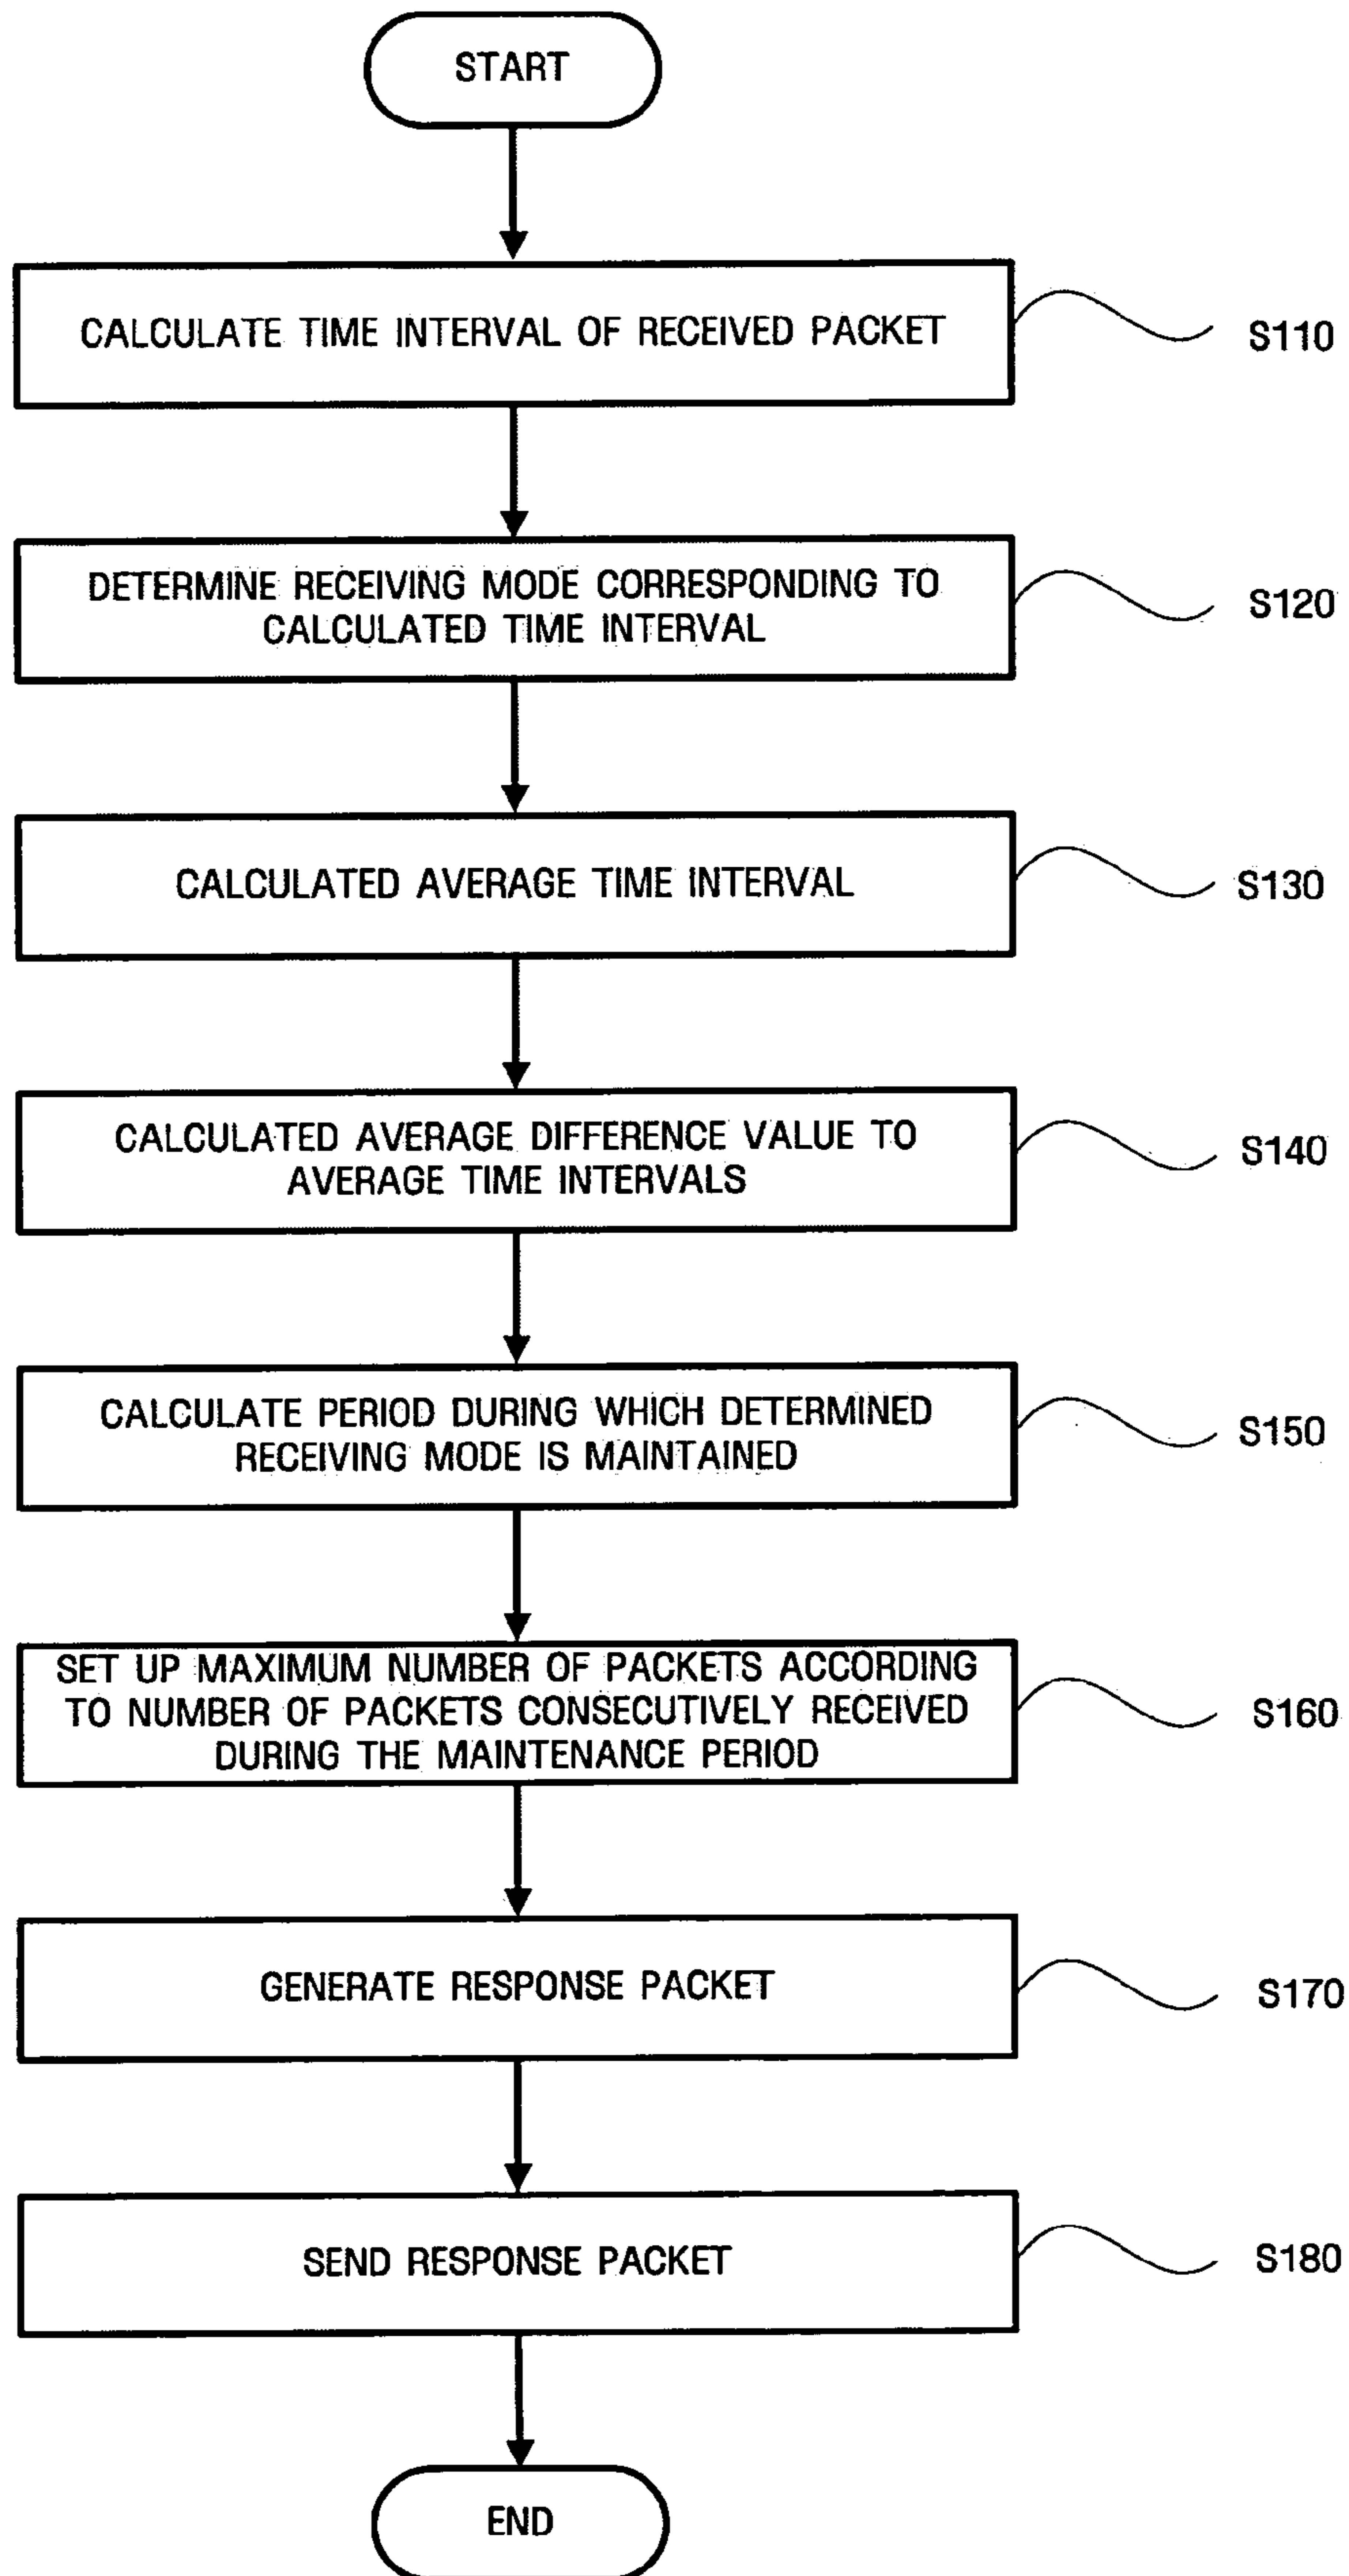 START
CALCULATE TIME INTERVAL OF RECEIVED PACKET
S110
DETERMINE RECEIVING MODE CORRESPONDING TO
CALCULATED TIME INTERVAL
S120
CALCULATED AVERAGE TIME INTERVAL
S130
CALCULATED AVERAGE DIFFERENCE VALUE TO
AVERAGE TIME INTERVALS
S140
CALCULATE PERIOD DURING WHICH DETERMINED
RECEIVING MODE IS MAINTAINED
S150
SET UP MAXIMUM NUMBER OF PACKETS ACCORDING
TO NUMBER OF PACKETS CONSECUTIVELY RECEIVED
DURING THE MAINTENANCE PERIOD
S160
GENERATE RESPONSE PACKET
S170
SEND RESPONSE PACKET
S180
END